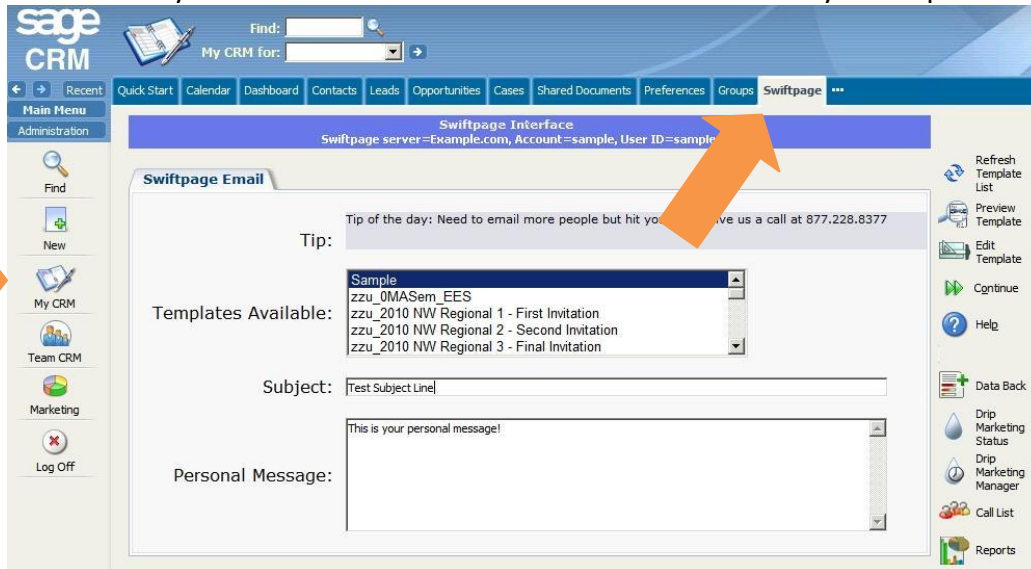 sage
CRM
Find:
My CRM for:
Recent
Quick Start Calendar Dashboard Contacts Leads Opportunities Cases Shared Documents Preferences Groups Swiftpage
Main Menu
Administration
Find
New
My CRM
Team CRM
Marketing
Log Off
Swiftpage Interface
Swiftpage server=Example.com, Account=sample, User ID=sample
Swiftpage Email
Tip:
Tip of the day: Need to email more people but hit us a call at 877.228.8377
Templates Available:
Sample
zzu_0MASem_EES
zzu_2010 NW Regional 1 - First Invitation
zzu_2010 NW Regional 2 - Second Invitation
zzu_2010 NW Regional 3 - Final Invitation
Subject:
Test Subject Line
Personal Message:
This is your personal message!
Refresh
Template
List
Preview
Template
Edit
Template
Continue
Help
Data Back
Drip
Marketing
Status
Drip
Marketing
Manager
Call List
Reports